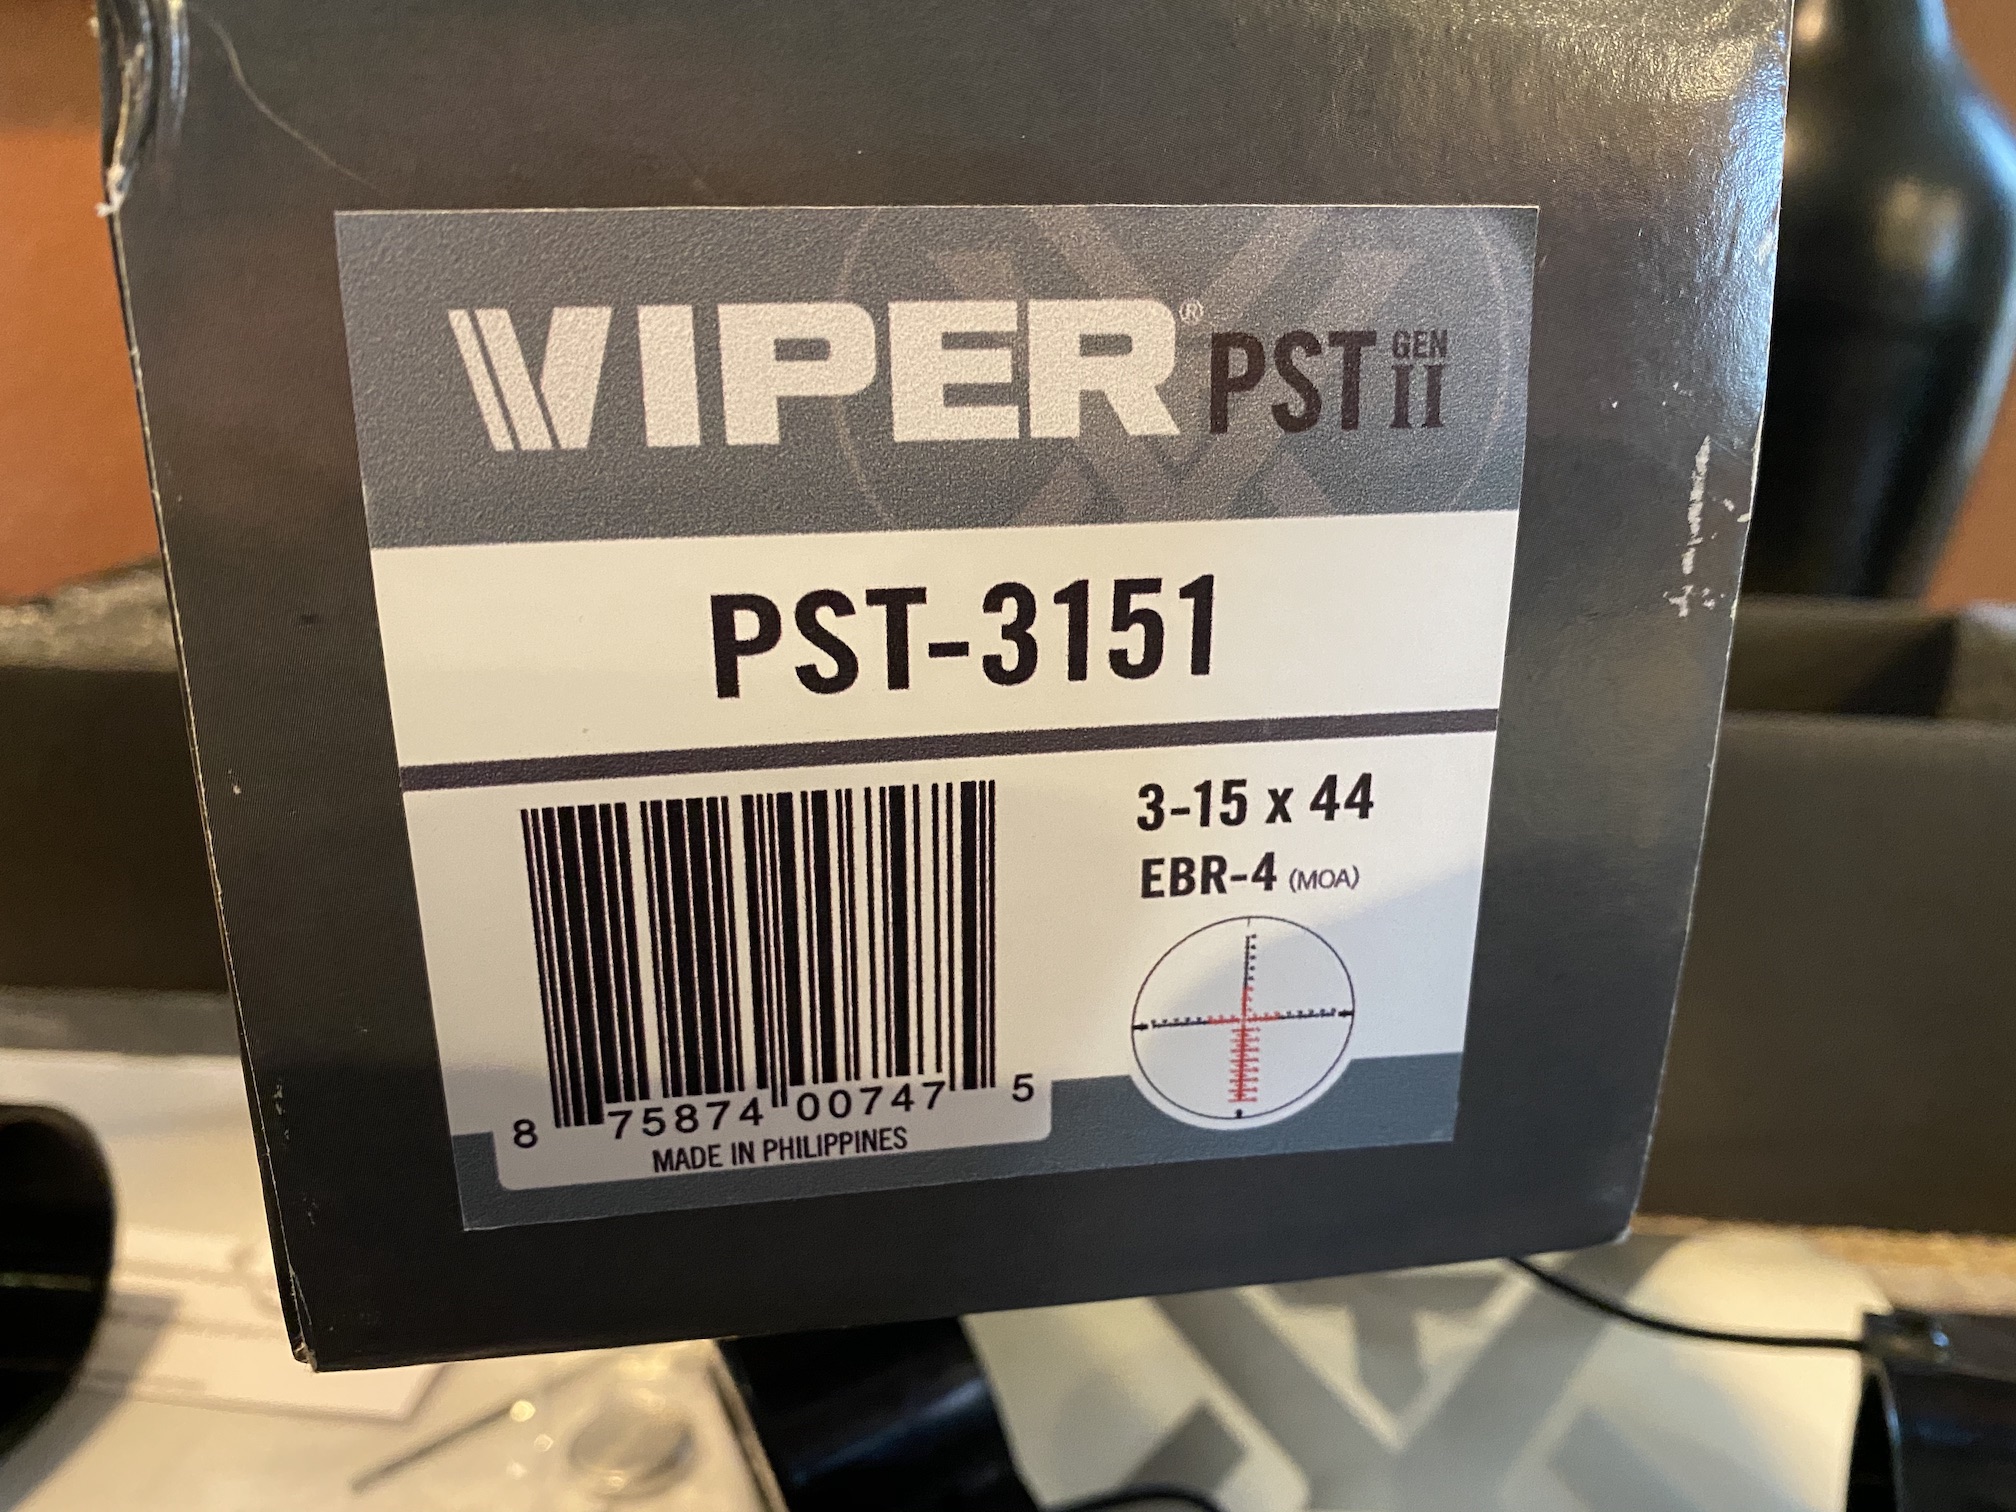 VIPER® PST GEN II
PST-3151
3-15 x 44
EBR-4 (MOA)
8 75874 00747 5
MADE IN PHILIPPINES